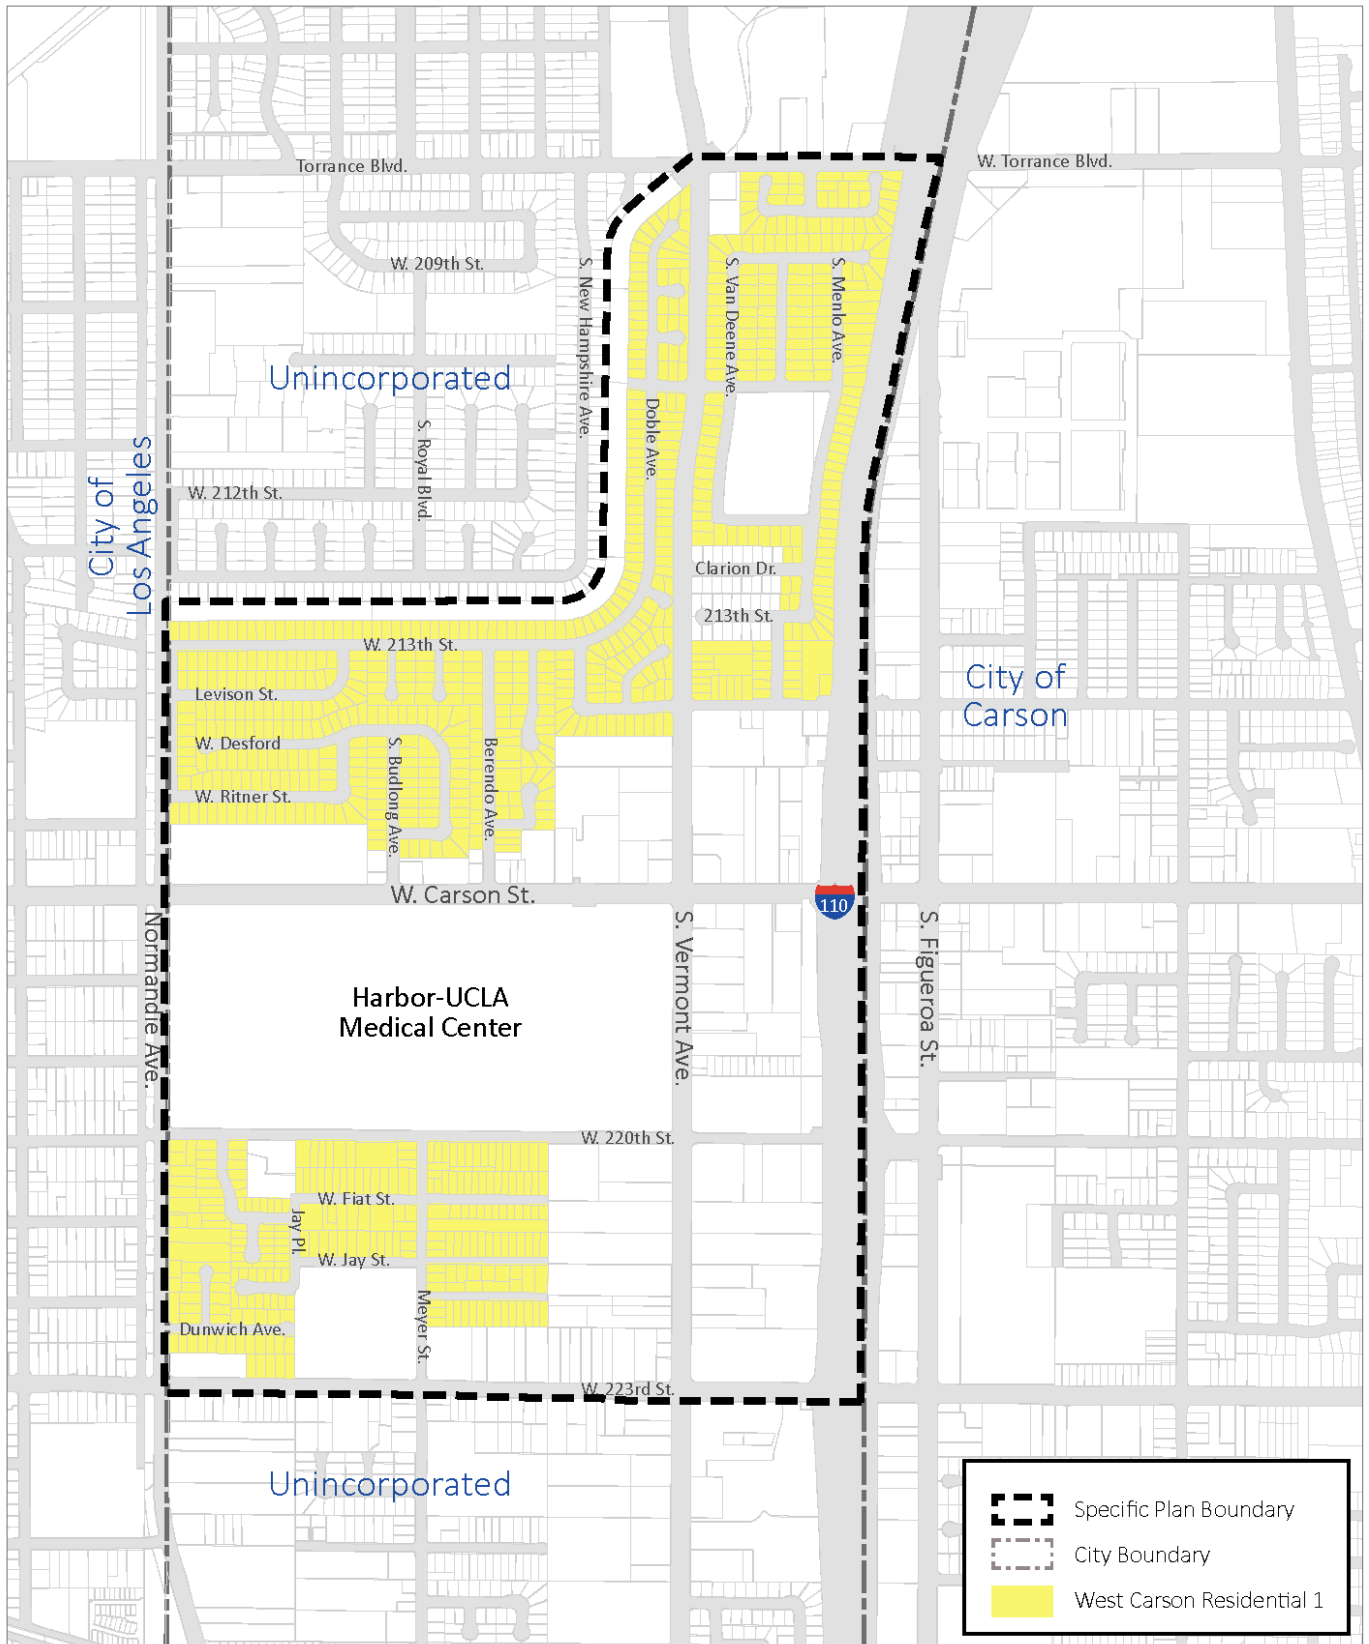 Torrance Blvd.
W. Torrance Blvd.
W. 209th St.
S. New Hampshire Ave.
S. Van Deene Ave.
S. Menlo Ave.
Unincorporated
Doble Ave.
S. Royal Blvd.
City of
Los Angeles
W. 212th St.
Clarion Dr.
213th St.
W. 213th St.
City of
Carson
Levison St.
W. Desford
S. Budlong Ave.
Berendo Ave.
W. Ritner St.
W. Carson St.
110
Normandie Ave.
Harbor-UCLA
Medical Center
S. Vermont Ave.
S. Figueroa St.
W. 220th St.
W. Fiat St.
Jay Pl.
W. Jay St.
Meyer St.
Dunwich Ave.
W. 223rd St.
Unincorporated
Specific Plan Boundary
City Boundary
West Carson Residential 1